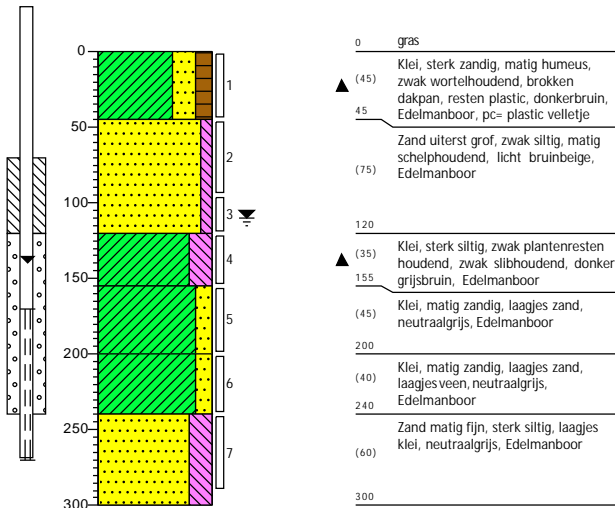 0
50
100
150
200
250
300
1
2
3
4
5
6
7
0 gras
(45) Klei, sterk zandig, matig humeus,
zwak wortelhoudend, brokken
dakpan, resten plastic, donkerbruin,
45 Edelmanboor, pc= plastic velletje
Zand uiterst grof, zwak siltig, matig
schelphoudend, licht bruinbeige,
(75) Edelmanboor
120
(35) Klei, sterk siltig, zwak plantenresten
houdend, zwak slibhoudend, donker
155 grijsbruin, Edelmanboor
(45) Klei, matig zandig, laagjes zand,
neutraalgrijs, Edelmanboor
200
(40) Klei, matig zandig, laagjes zand,
laagjes veen, neutraalgrijs,
240 Edelmanboor
Zand matig fijn, sterk siltig, laagjes
(60) klei, neutraalgrijs, Edelmanboor
300